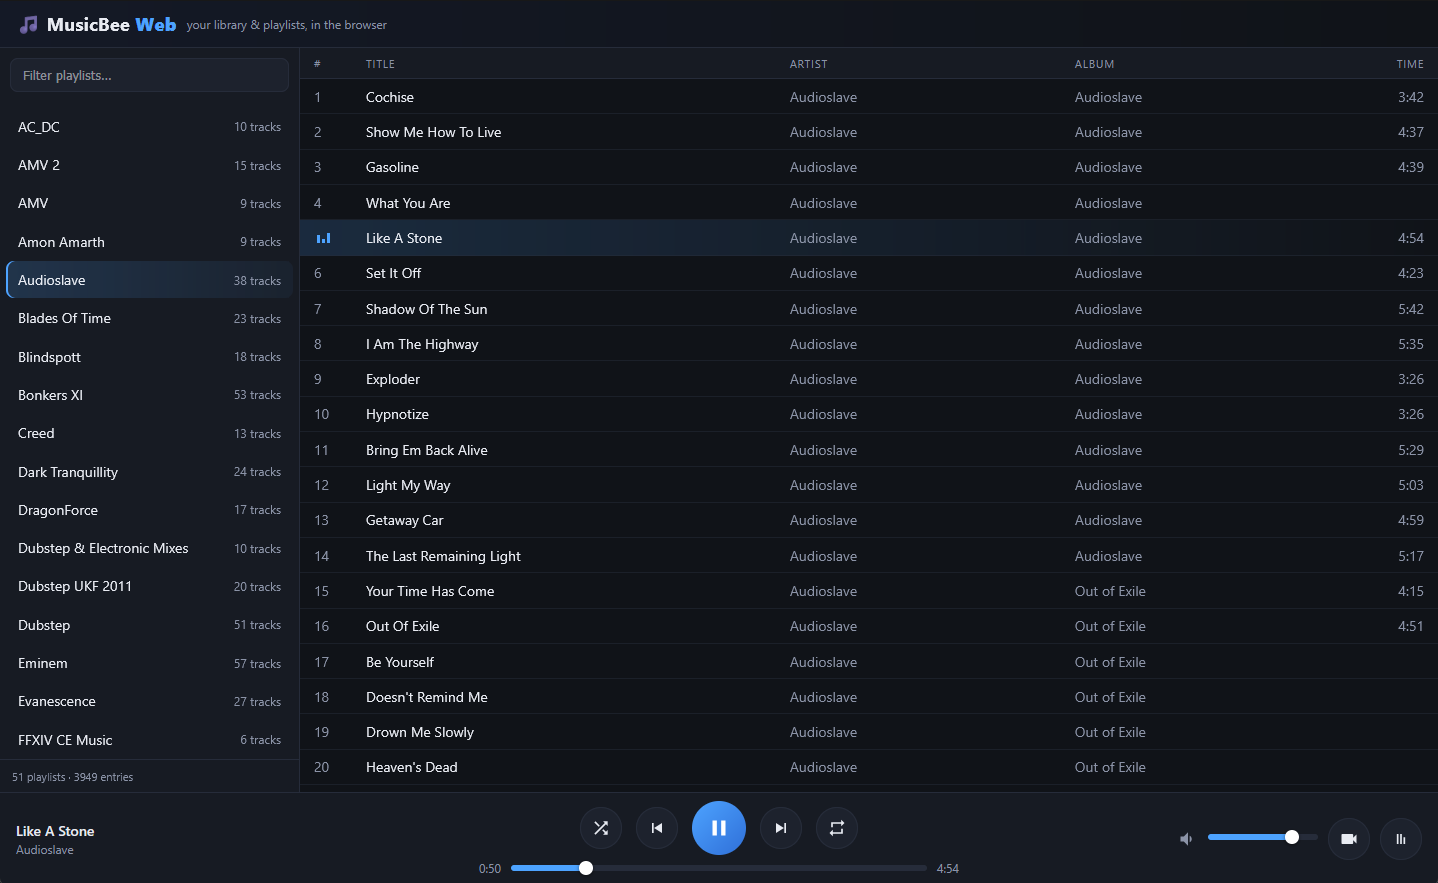 MusicBee Web your library & playlists, in the browser
Filter playlists...
AC_DC 10 tracks
AMV 2 15 tracks
AMV 9 tracks
Amon Amarth 9 tracks
Audioslave 38 tracks
Blades Of Time 23 tracks
Blindspott 18 tracks
Bonkers XI 53 tracks
Creed 13 tracks
Dark Tranquillity 24 tracks
DragonForce 17 tracks
Dubstep & Electronic Mixes 10 tracks
Dubstep UKF 2011 20 tracks
Dubstep 51 tracks
Eminem 57 tracks
Evanescence 27 tracks
FFXIV CE Music 6 tracks
51 playlists · 3949 entries
# TITLE ARTIST ALBUM TIME
1 Cochise Audioslave Audioslave 3:42
2 Show Me How To Live Audioslave Audioslave 4:37
3 Gasoline Audioslave Audioslave 4:39
4 What You Are Audioslave Audioslave
Like A Stone Audioslave Audioslave 4:54
6 Set It Off Audioslave Audioslave 4:23
7 Shadow Of The Sun Audioslave Audioslave 5:42
8 I Am The Highway Audioslave Audioslave 5:35
9 Exploder Audioslave Audioslave 3:26
10 Hypnotize Audioslave Audioslave 3:26
11 Bring Em Back Alive Audioslave Audioslave 5:29
12 Light My Way Audioslave Audioslave 5:03
13 Getaway Car Audioslave Audioslave 4:59
14 The Last Remaining Light Audioslave Audioslave 5:17
15 Your Time Has Come Audioslave Out of Exile 4:15
16 Out Of Exile Audioslave Out of Exile 4:51
17 Be Yourself Audioslave Out of Exile
18 Doesn't Remind Me Audioslave Out of Exile
19 Drown Me Slowly Audioslave Out of Exile
20 Heaven's Dead Audioslave Out of Exile
Like A Stone
Audioslave
0:50 4:54